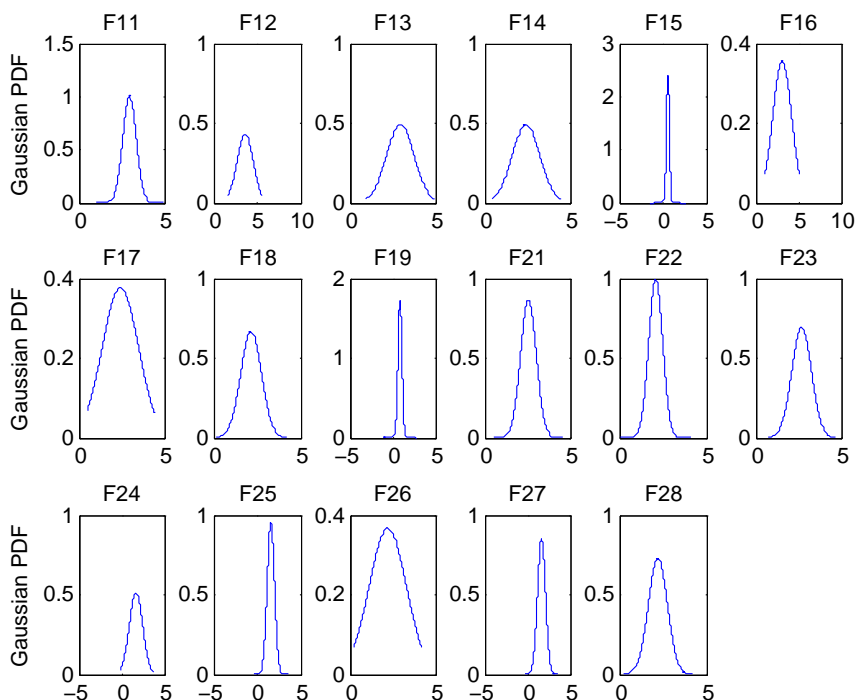 F11 F12 F13 F14 F15 F16
1.5 1 1 1 3 0.4
Gaussian PDF
1 2
0.5 0.5 0.5 0.2
0.5 1
0 0 0 0 0 0
0 5 0 5 10 0 5 0 5 −5 0 5 0 5 10
F17 F18 F19 F21 F22 F23
0.4 1 2 1 1 1
Gaussian PDF
0.2 0.5 1 0.5 0.5 0.5
0 0 0 0 0 0
0 5 0 5 −5 0 5 0 5 0 5 0 5
F24 F25 F26 F27 F28
1 1 0.4 1 1
Gaussian PDF
0.5 0.5 0.2 0.5 0.5
0 0 0 0 0
−5 0 5 −5 0 5 0 5 −5 0 5 0 5